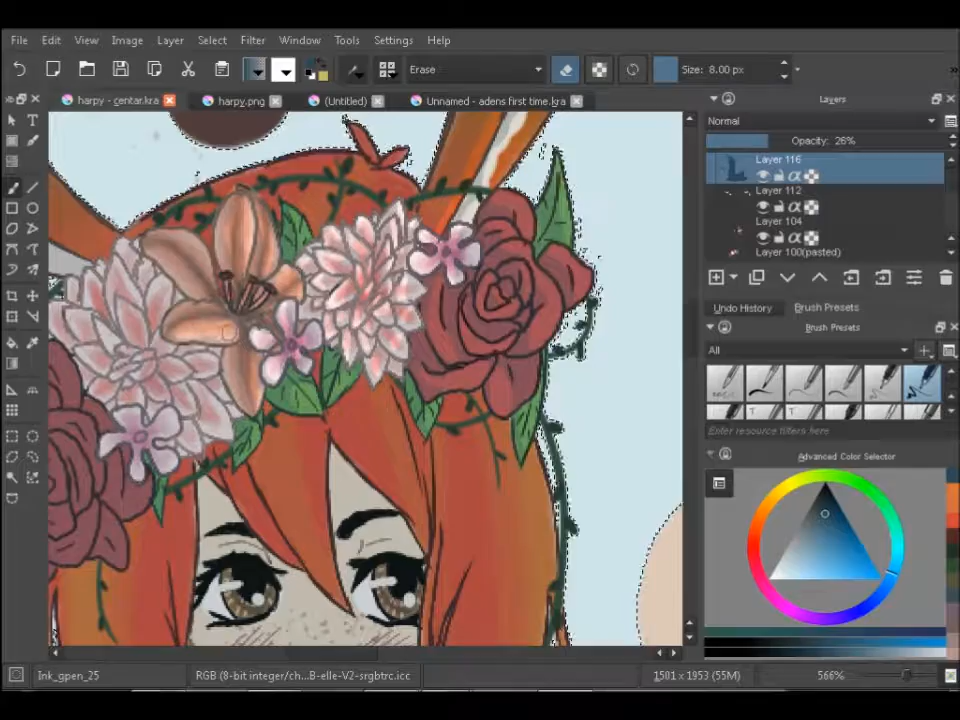 File Edit View Image Layer Select Filter Window Tools Settings Help
Erase Size: 8.00 px
harpy - centar.kra harpy.png (Untitled) Unnamed - adens first time.kra
Layers
Normal
Opacity: 26%
Layer 116
Layer 112
Layer 104
Layer 100(pasted)
Undo History Brush Presets
Brush Presets
All
Enter resource filters here
Advanced Color Selector
Ink_gpen_25 RGB (8-bit integer/ch...B-elle-V2-srgbtrc.icc 1501 x 1953 (55M) 566%